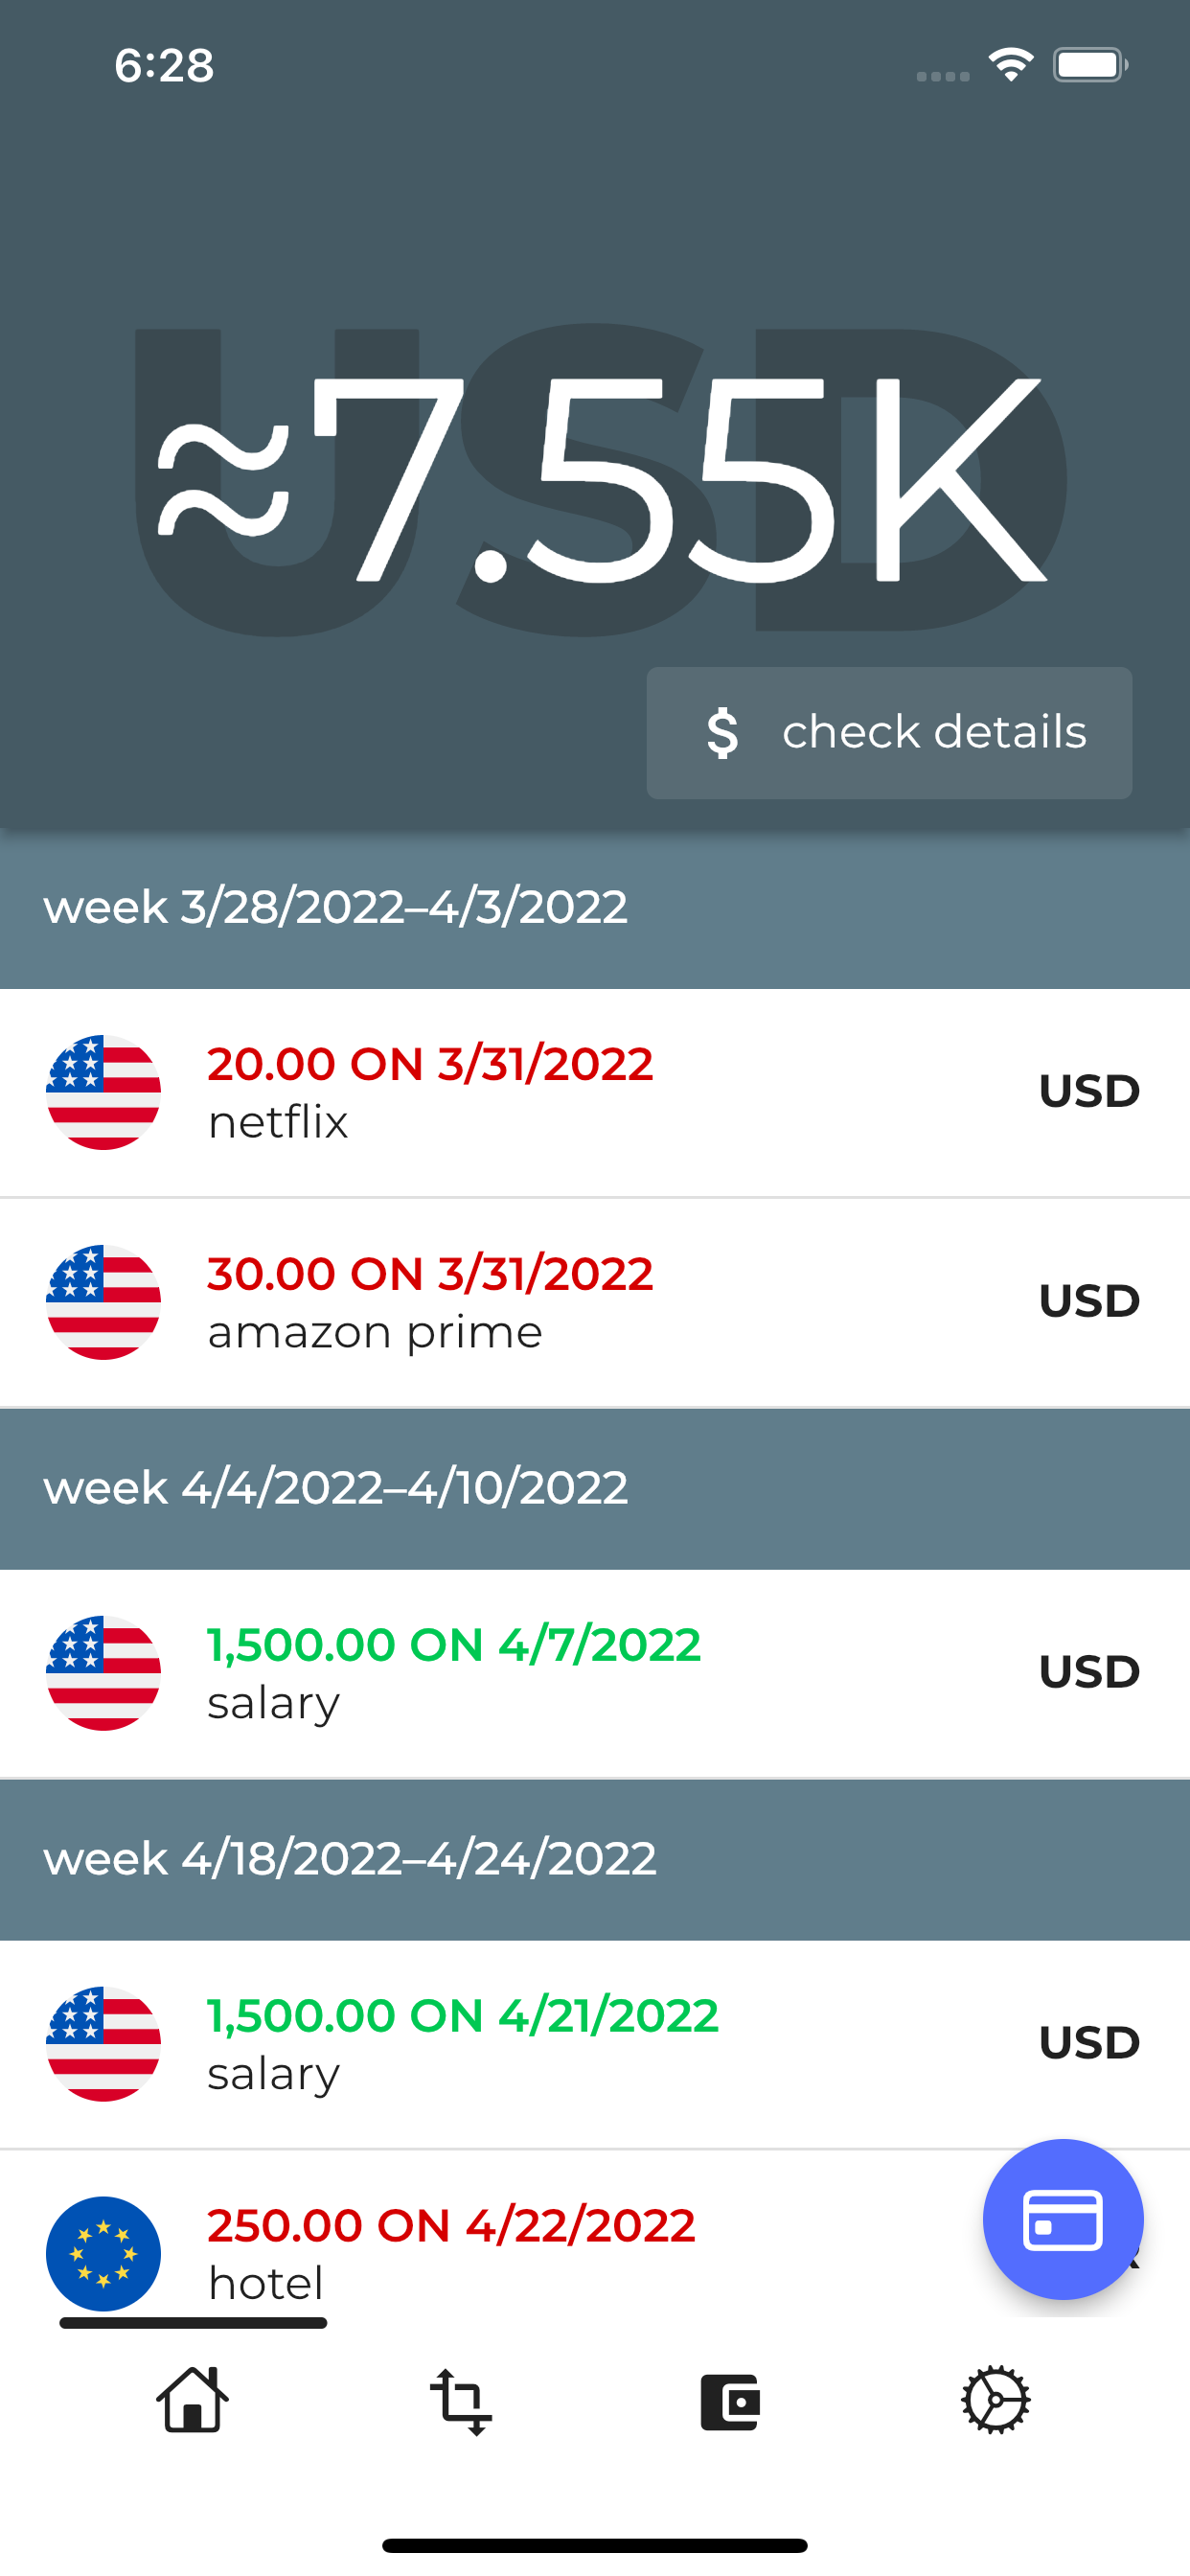 6:28
USD
≈7.55K
$ check details
week 3/28/2022–4/3/2022
20.00 ON 3/31/2022
netflix
USD
30.00 ON 3/31/2022
amazon prime
USD
week 4/4/2022–4/10/2022
1,500.00 ON 4/7/2022
salary
USD
week 4/18/2022–4/24/2022
1,500.00 ON 4/21/2022
salary
USD
250.00 ON 4/22/2022
hotel